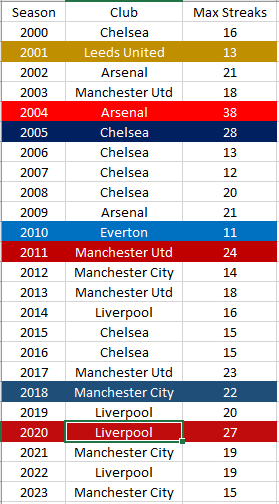 Season Club Max Streaks
2000 Chelsea 16
2001 Leeds United 13
2002 Arsenal 21
2003 Manchester Utd 18
2004 Arsenal 38
2005 Chelsea 28
2006 Chelsea 13
2007 Chelsea 12
2008 Chelsea 20
2009 Arsenal 21
2010 Everton 11
2011 Manchester Utd 24
2012 Manchester City 14
2013 Manchester Utd 18
2014 Liverpool 16
2015 Chelsea 15
2016 Chelsea 15
2017 Manchester Utd 23
2018 Manchester City 22
2019 Liverpool 20
2020 Liverpool 27
2021 Manchester City 19
2022 Liverpool 19
2023 Manchester City 15